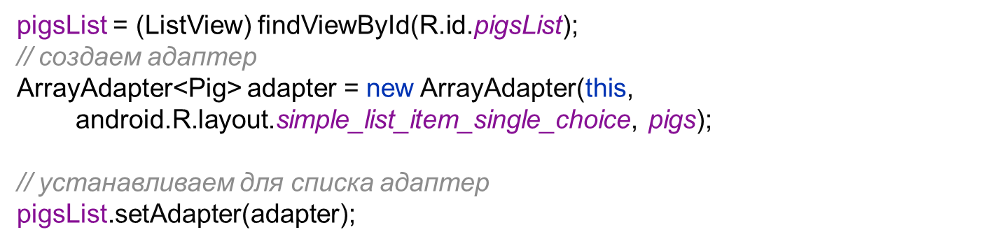 pigsList = (ListView) findViewById(R.id.pigsList);
// создаем адаптер
ArrayAdapter<Pig> adapter = new ArrayAdapter(this,
android.R.layout.simple_list_item_single_choice, pigs);
// устанавливаем для списка адаптер
pigsList.setAdapter(adapter);